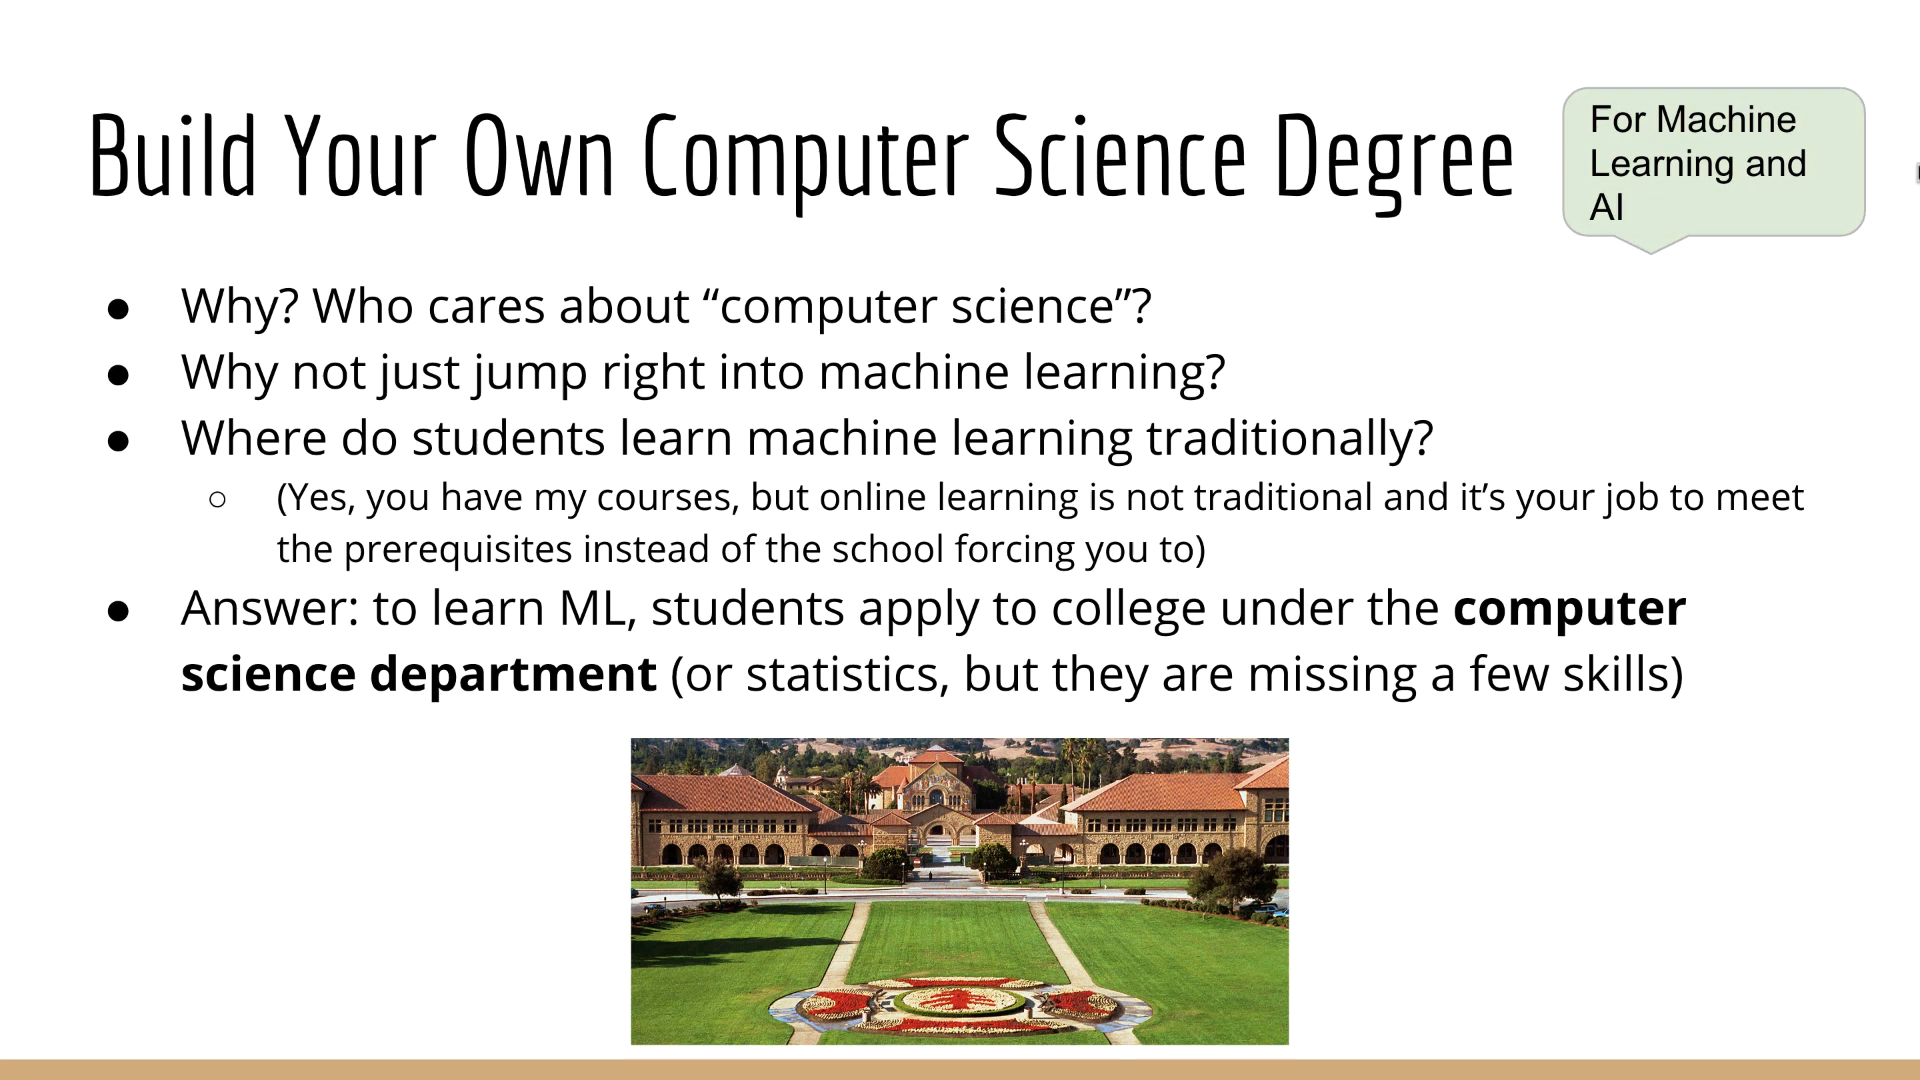 Build Your Own Computer Science Degree
For Machine
Learning and
AI
● Why? Who cares about “computer science”?
● Why not just jump right into machine learning?
● Where do students learn machine learning traditionally?
○ (Yes, you have my courses, but online learning is not traditional and it’s your job to meet
the prerequisites instead of the school forcing you to)
● Answer: to learn ML, students apply to college under the computer
science department (or statistics, but they are missing a few skills)